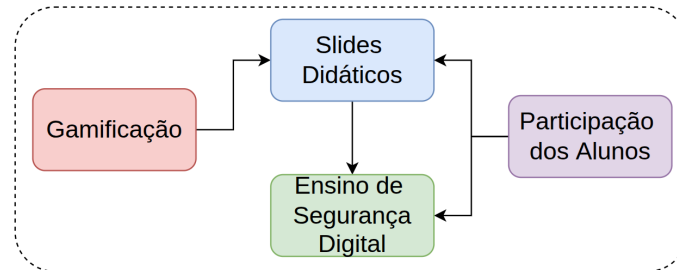 Slides
Didáticos
Gamificação
Participação
dos Alunos
Ensino de
Segurança
Digital